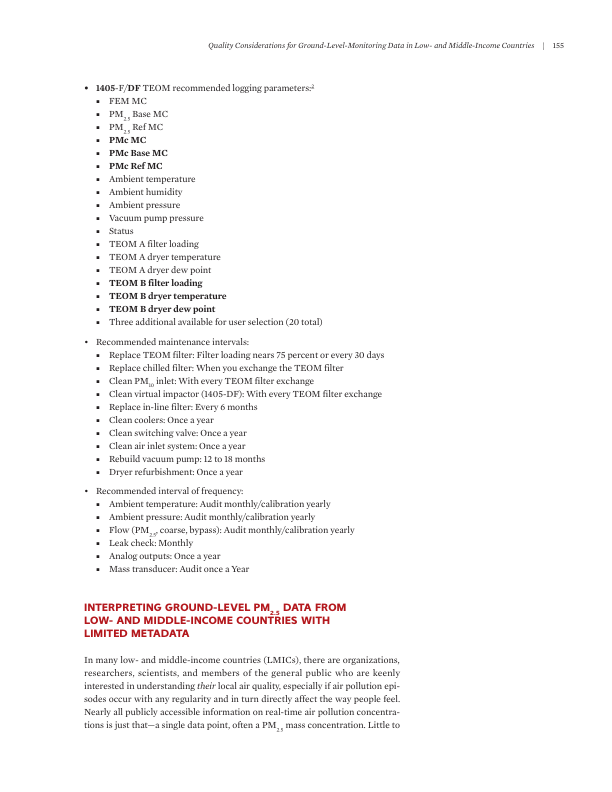 Quality Considerations for Ground-Level-Monitoring Data in Low- and Middle-Income Countries | 155
• 1405-F/DF TEOM recommended logging parameters:²
▪ FEM MC
▪ PM2.5 Base MC
▪ PM2.5 Ref MC
▪ PMc MC
▪ PMc Base MC
▪ PMc Ref MC
▪ Ambient temperature
▪ Ambient humidity
▪ Ambient pressure
▪ Vacuum pump pressure
▪ Status
▪ TEOM A filter loading
▪ TEOM A dryer temperature
▪ TEOM A dryer dew point
▪ TEOM B filter loading
▪ TEOM B dryer temperature
▪ TEOM B dryer dew point
▪ Three additional available for user selection (20 total)
• Recommended maintenance intervals:
▪ Replace TEOM filter: Filter loading nears 75 percent or every 30 days
▪ Replace chilled filter: When you exchange the TEOM filter
▪ Clean PM10 inlet: With every TEOM filter exchange
▪ Clean virtual impactor (1405-DF): With every TEOM filter exchange
▪ Replace in-line filter: Every 6 months
▪ Clean coolers: Once a year
▪ Clean switching valve: Once a year
▪ Clean air inlet system: Once a year
▪ Rebuild vacuum pump: 12 to 18 months
▪ Dryer refurbishment: Once a year
• Recommended interval of frequency:
▪ Ambient temperature: Audit monthly/calibration yearly
▪ Ambient pressure: Audit monthly/calibration yearly
▪ Flow (PM2.5, coarse, bypass): Audit monthly/calibration yearly
▪ Leak check: Monthly
▪ Analog outputs: Once a year
▪ Mass transducer: Audit once a Year
INTERPRETING GROUND-LEVEL PM2.5 DATA FROM
LOW- AND MIDDLE-INCOME COUNTRIES WITH
LIMITED METADATA
In many low- and middle-income countries (LMICs), there are organizations,
researchers, scientists, and members of the general public who are keenly
interested in understanding their local air quality, especially if air pollution epi-
sodes occur with any regularity and in turn directly affect the way people feel.
Nearly all publicly accessible information on real-time air pollution concentra-
tions is just that—a single data point, often a PM2.5 mass concentration. Little to